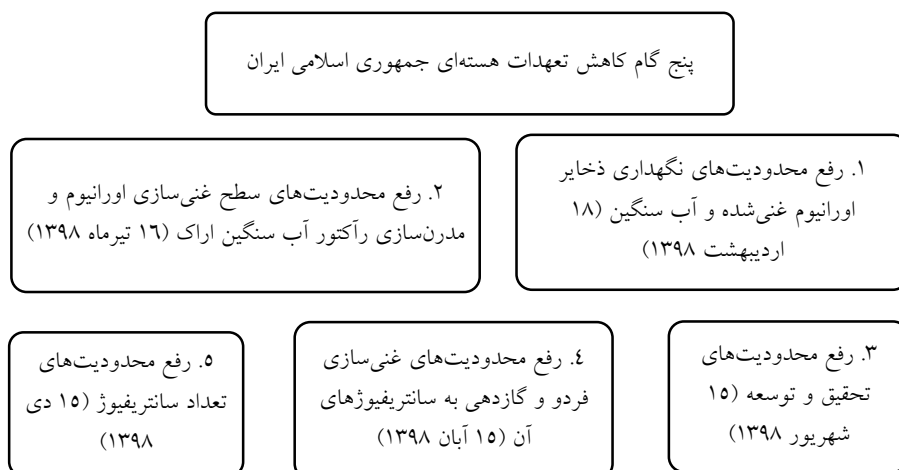 پنج گام کاهش تعهدات هسته‌ای جمهوری اسلامی ایران
۱. رفع محدودیت‌های نگهداری ذخایر
اورانیوم غنی‌شده و آب سنگین (۱۸
اردیبهشت ۱۳۹۸)
۲. رفع محدودیت‌های سطح غنی‌سازی اورانیوم و
مدرن‌سازی رآکتور آب سنگین اراک (۱۶ تیرماه ۱۳۹۸)
۳. رفع محدودیت‌های
تحقیق و توسعه (۱۵
شهریور ۱۳۹۸)
٤. رفع محدودیت‌های غنی‌سازی
فردو و گازدهی به سانتریفیوژهای
آن (۱۵ آبان ۱۳۹۸)
۵. رفع محدودیت‌های
تعداد سانتریفیوژ (۱۵ دی
۱۳۹۸)